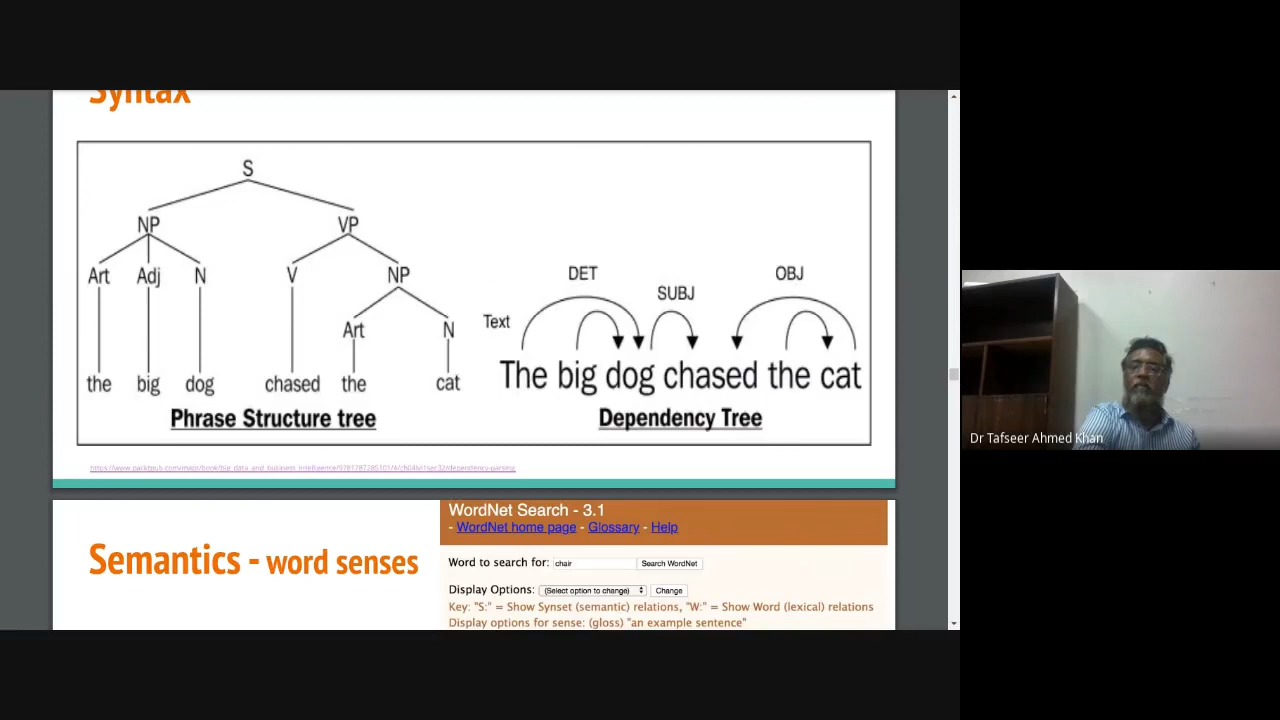 Syntax
S
NP VP
Art Adj N V NP
Art N
the big dog chased the cat
Phrase Structure tree
DET SUBJ OBJ
Text
The big dog chased the cat
Dependency Tree
Semantics - word senses
WordNet Search - 3.1
- WordNet home page - Glossary - Help
Word to search for: chair Search WordNet
Display Options: (Select option to change) Change
Key: "S:" = Show Synset (semantic) relations, "W:" = Show Word (lexical) relations
Display options for sense: (gloss) "an example sentence"
Dr Tafseer Ahmed Khan